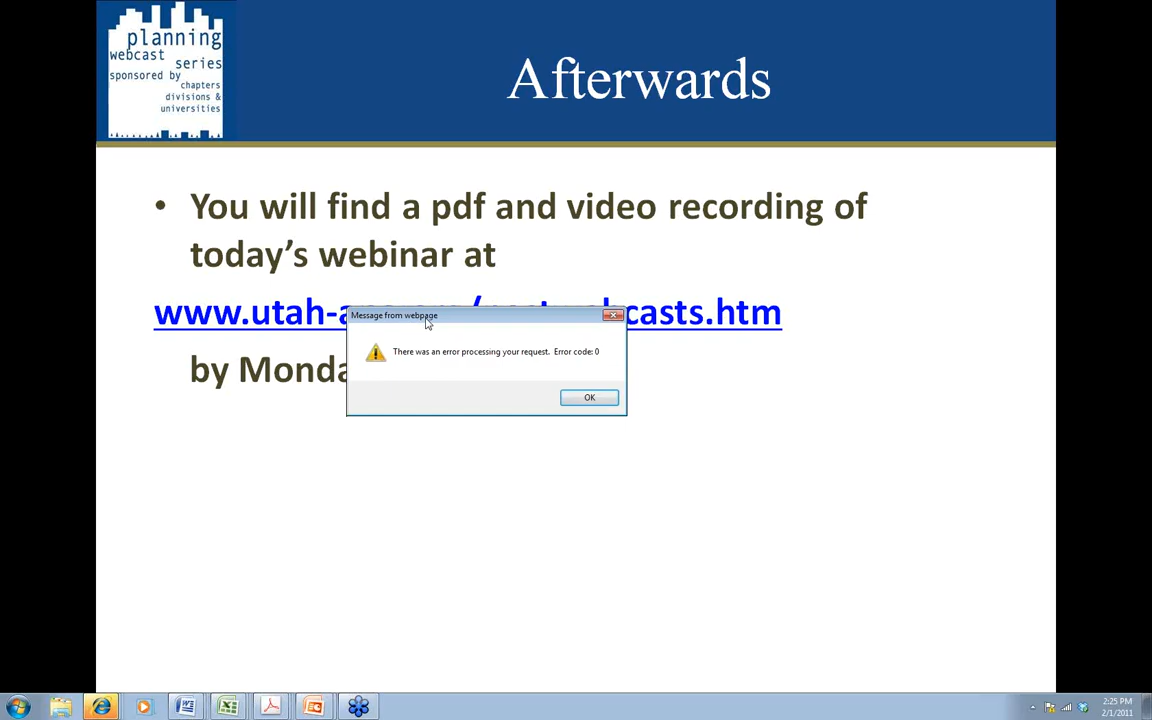 planning
webcast
series
sponsored by
chapters
divisions &
universities
Afterwards
• You will find a pdf and video recording of
today's webinar at
www.utah- casts.htm
by Monda
Message from webpage
There was an error processing your request. Error code: 0
OK
2:25 PM
2/1/2011